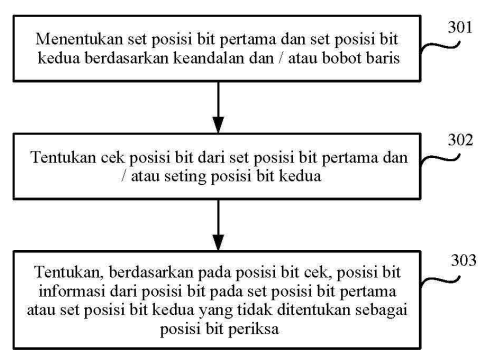 Menentukan set posisi bit pertama dan set posisi bit
kedua berdasarkan keandalan dan / atau bobot baris
301
Tentukan cek posisi bit dari set posisi bit pertama dan
/ atau seting posisi bit kedua
302
Tentukan, berdasarkan pada posisi bit cek, posisi bit
informasi dari posisi bit pada set posisi bit pertama
atau set posisi bit kedua yang tidak ditentukan sebagai
posisi bit periksa
303